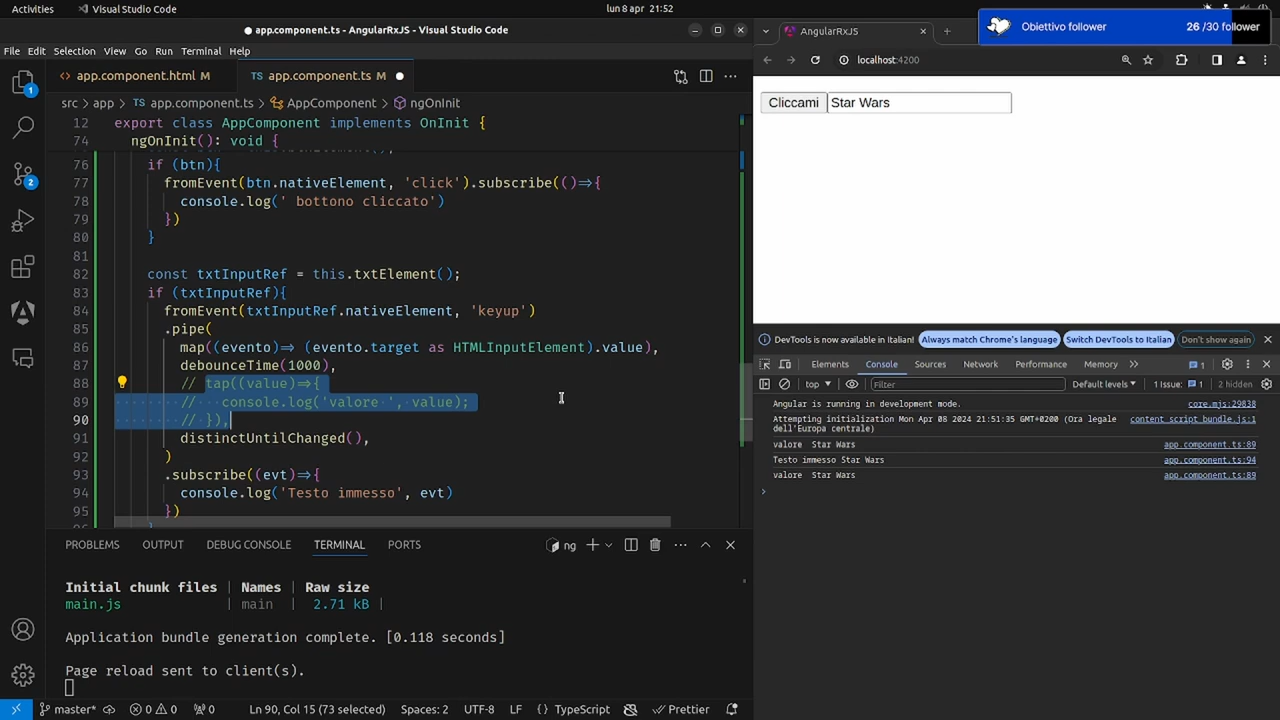 Activities
Visual Studio Code
lun 8 apr 21:52
app.component.ts - AngularRxJS - Visual Studio Code
File Edit Selection View Go Run Terminal Help
app.component.html M
app.component.ts M
src > app > TS app.component.ts > AppComponent > ngOnInit
12 export class AppComponent implements OnInit {
74 ngOnInit(): void {
76 if (btn){
77 fromEvent(btn.nativeElement, 'click').subscribe(()=>{
78 console.log(' bottono cliccato')
79 })
80 }
81
82 const txtInputRef = this.txtElement();
83 if (txtInputRef){
84 fromEvent(txtInputRef.nativeElement, 'keyup')
85 .pipe(
86 map((evento)=> (evento.target as HTMLInputElement).value),
87 debounceTime(1000),
88 // tap((value)=>{
89 // console.log('valore ', value);
90 // }),
91 distinctUntilChanged(),
92 )
93 .subscribe((evt)=>{
94 console.log('Testo immesso', evt)
95 })
PROBLEMS OUTPUT DEBUG CONSOLE TERMINAL PORTS
ng
Initial chunk files | Names | Raw size
main.js | main | 2.71 kB |
Application bundle generation complete. [0.118 seconds]
Page reload sent to client(s).
master* 0 0 0 Ln 90, Col 15 (73 selected) Spaces: 2 UTF-8 LF {} TypeScript Prettier
Obiettivo follower 26 /30 follower
AngularRxJS
localhost:4200
Cliccami Star Wars
DevTools is now available in Italian! Always match Chrome's language Switch DevTools to Italian Don't show again
Elements Console Sources Network Performance Memory 1
top Filter Default levels 1 Issue: 1 2 hidden
Angular is running in development mode. core.mjs:29838
Attempting initialization Mon Apr 08 2024 21:51:35 GMT+0200 (Ora legale dell'Europa centrale) content_script_bundle.js:1
valore Star Wars app.component.ts:89
Testo immesso Star Wars app.component.ts:94
valore Star Wars app.component.ts:89